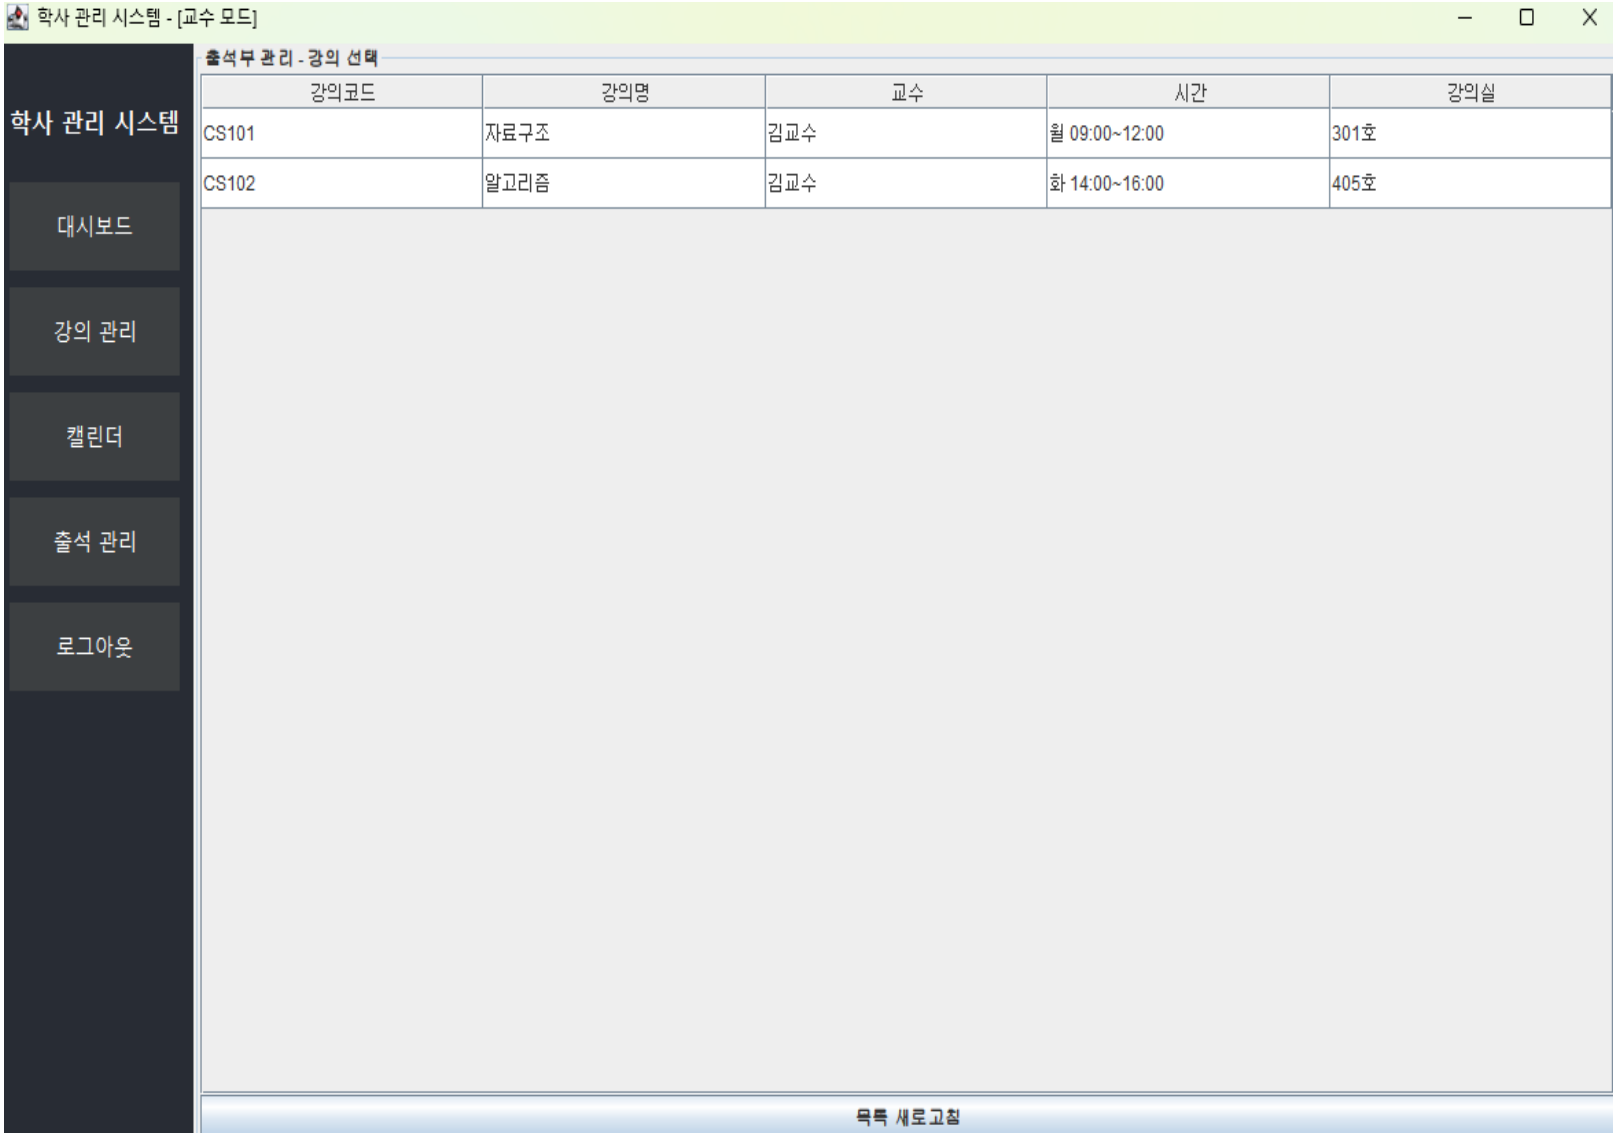 학사 관리 시스템 - [교수 모드]
학사 관리 시스템
대시보드
강의 관리
캘린더
출석 관리
로그아웃
출석부 관리 - 강의 선택
강의코드 강의명 교수 시간 강의실
CS101 자료구조 김교수 월 09:00~12:00 301호
CS102 알고리즘 김교수 화 14:00~16:00 405호
목록 새로고침